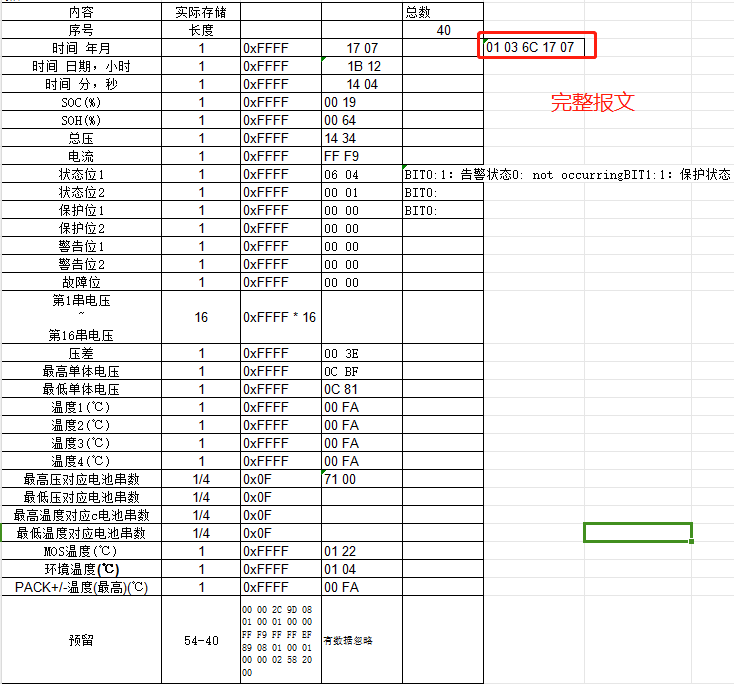 内容 实际存储 总数
序号 长度 40
时间 年月 1 0xFFFF 17 07 01 03 6C 17 07
时间 日期，小时 1 0xFFFF 1B 12
时间 分，秒 1 0xFFFF 14 04
完整报文
SOC(%) 1 0xFFFF 00 19
SOH(%) 1 0xFFFF 00 64
总压 1 0xFFFF 14 34
电流 1 0xFFFF FF F9
状态位1 1 0xFFFF 06 04 BIT0:1：告警状态0: not occurringBIT1:1：保护状态
状态位2 1 0xFFFF 00 01 BIT0:
保护位1 1 0xFFFF 00 00 BIT0:
保护位2 1 0xFFFF 00 00
警告位1 1 0xFFFF 00 00
警告位2 1 0xFFFF 00 00
故障位 1 0xFFFF 00 00
第1串电压
~ 16 0xFFFF * 16
第16串电压
压差 1 0xFFFF 00 3E
最高单体电压 1 0xFFFF 0C BF
最低单体电压 1 0xFFFF 0C 81
温度1(℃) 1 0xFFFF 00 FA
温度2(℃) 1 0xFFFF 00 FA
温度3(℃) 1 0xFFFF 00 FA
温度4(℃) 1 0xFFFF 00 FA
最高压对应电池串数 1/4 0x0F 71 00
最低压对应电池串数 1/4 0x0F
最高温度对应c电池串数 1/4 0x0F
最低温度对应电池串数 1/4 0x0F
MOS温度(℃) 1 0xFFFF 01 22
环境温度(℃) 1 0xFFFF 01 04
PACK+/-温度(最高)(℃) 1 0xFFFF 00 FA
00 00 2C 9D 08
01 00 01 00 00
FF F9 FF FF EF
预留 54-40 89 08 01 00 01 有数据忽略
00 00 02 58 20
00